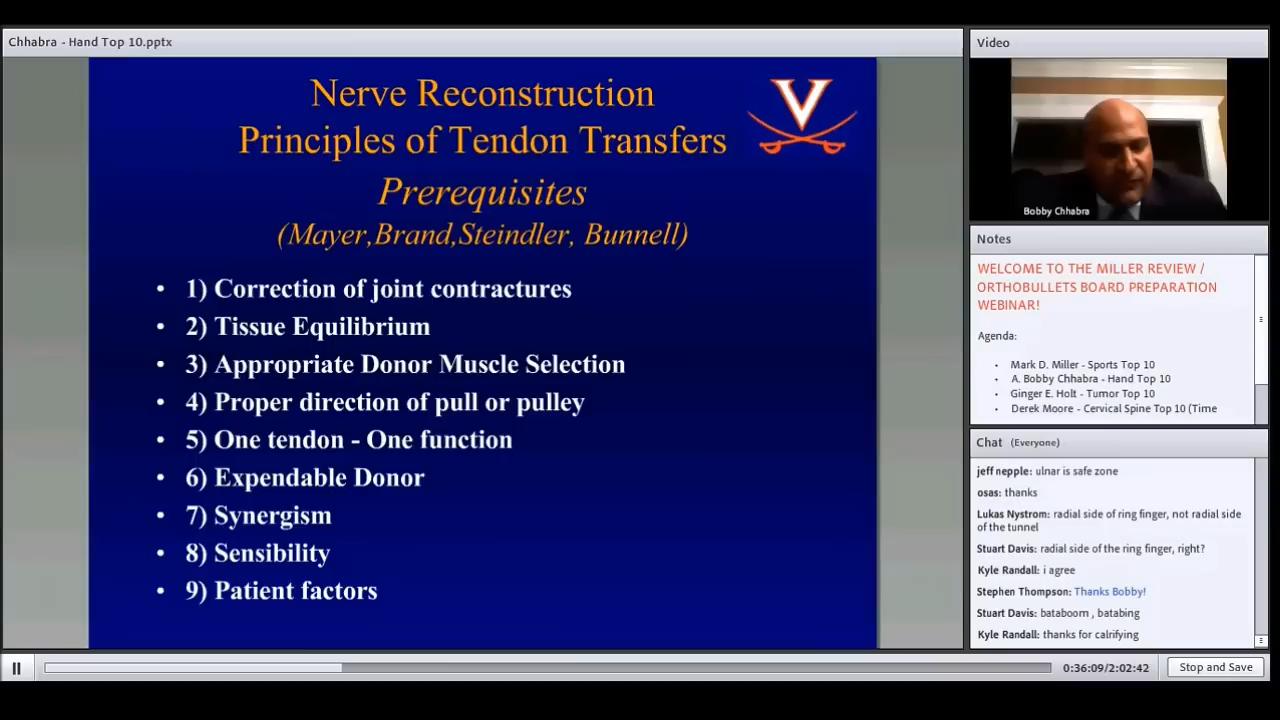 Chhabra - Hand Top 10.pptx
Nerve Reconstruction
Principles of Tendon Transfers
Prerequisites
(Mayer,Brand,Steindler, Bunnell)
• 1) Correction of joint contractures
• 2) Tissue Equilibrium
• 3) Appropriate Donor Muscle Selection
• 4) Proper direction of pull or pulley
• 5) One tendon - One function
• 6) Expendable Donor
• 7) Synergism
• 8) Sensibility
• 9) Patient factors
V
Video
Bobby Chhabra
Notes
WELCOME TO THE MILLER REVIEW /
ORTHOBULLETS BOARD PREPARATION
WEBINAR!
Agenda:
• Mark D. Miller - Sports Top 10
• A. Bobby Chhabra - Hand Top 10
• Ginger E. Holt - Tumor Top 10
• Derek Moore - Cervical Spine Top 10 (Time
Chat (Everyone)
jeff nepple: ulnar is safe zone
osas: thanks
Lukas Nystrom: radial side of ring finger, not radial side
of the tunnel
Stuart Davis: radial side of the ring finger, right?
Kyle Randall: i agree
Stephen Thompson: Thanks Bobby!
Stuart Davis: bataboom , batabing
Kyle Randall: thanks for calrifying
0:36:09/2:02:42
Stop and Save